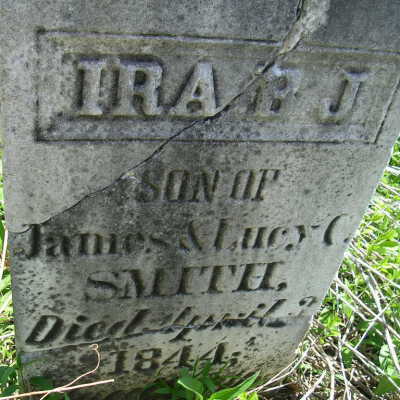 IRA B J
SON OF
James & Lucy C.
SMITH,
Died April 2
1844;